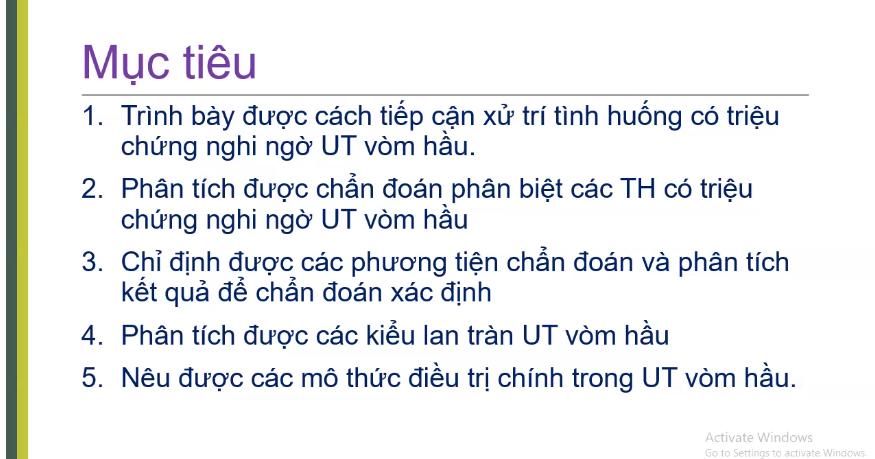 Mục tiêu
1. Trình bày được cách tiếp cận xử trí tình huống có triệu
chứng nghi ngờ UT vòm hầu.
2. Phân tích được chẩn đoán phân biệt các TH có triệu
chứng nghi ngờ UT vòm hầu
3. Chỉ định được các phương tiện chẩn đoán và phân tích
kết quả để chẩn đoán xác định
4. Phân tích được các kiểu lan tràn UT vòm hầu
5. Nêu được các mô thức điều trị chính trong UT vòm hầu.
Activate Windows
Go to Settings to activate Windows.